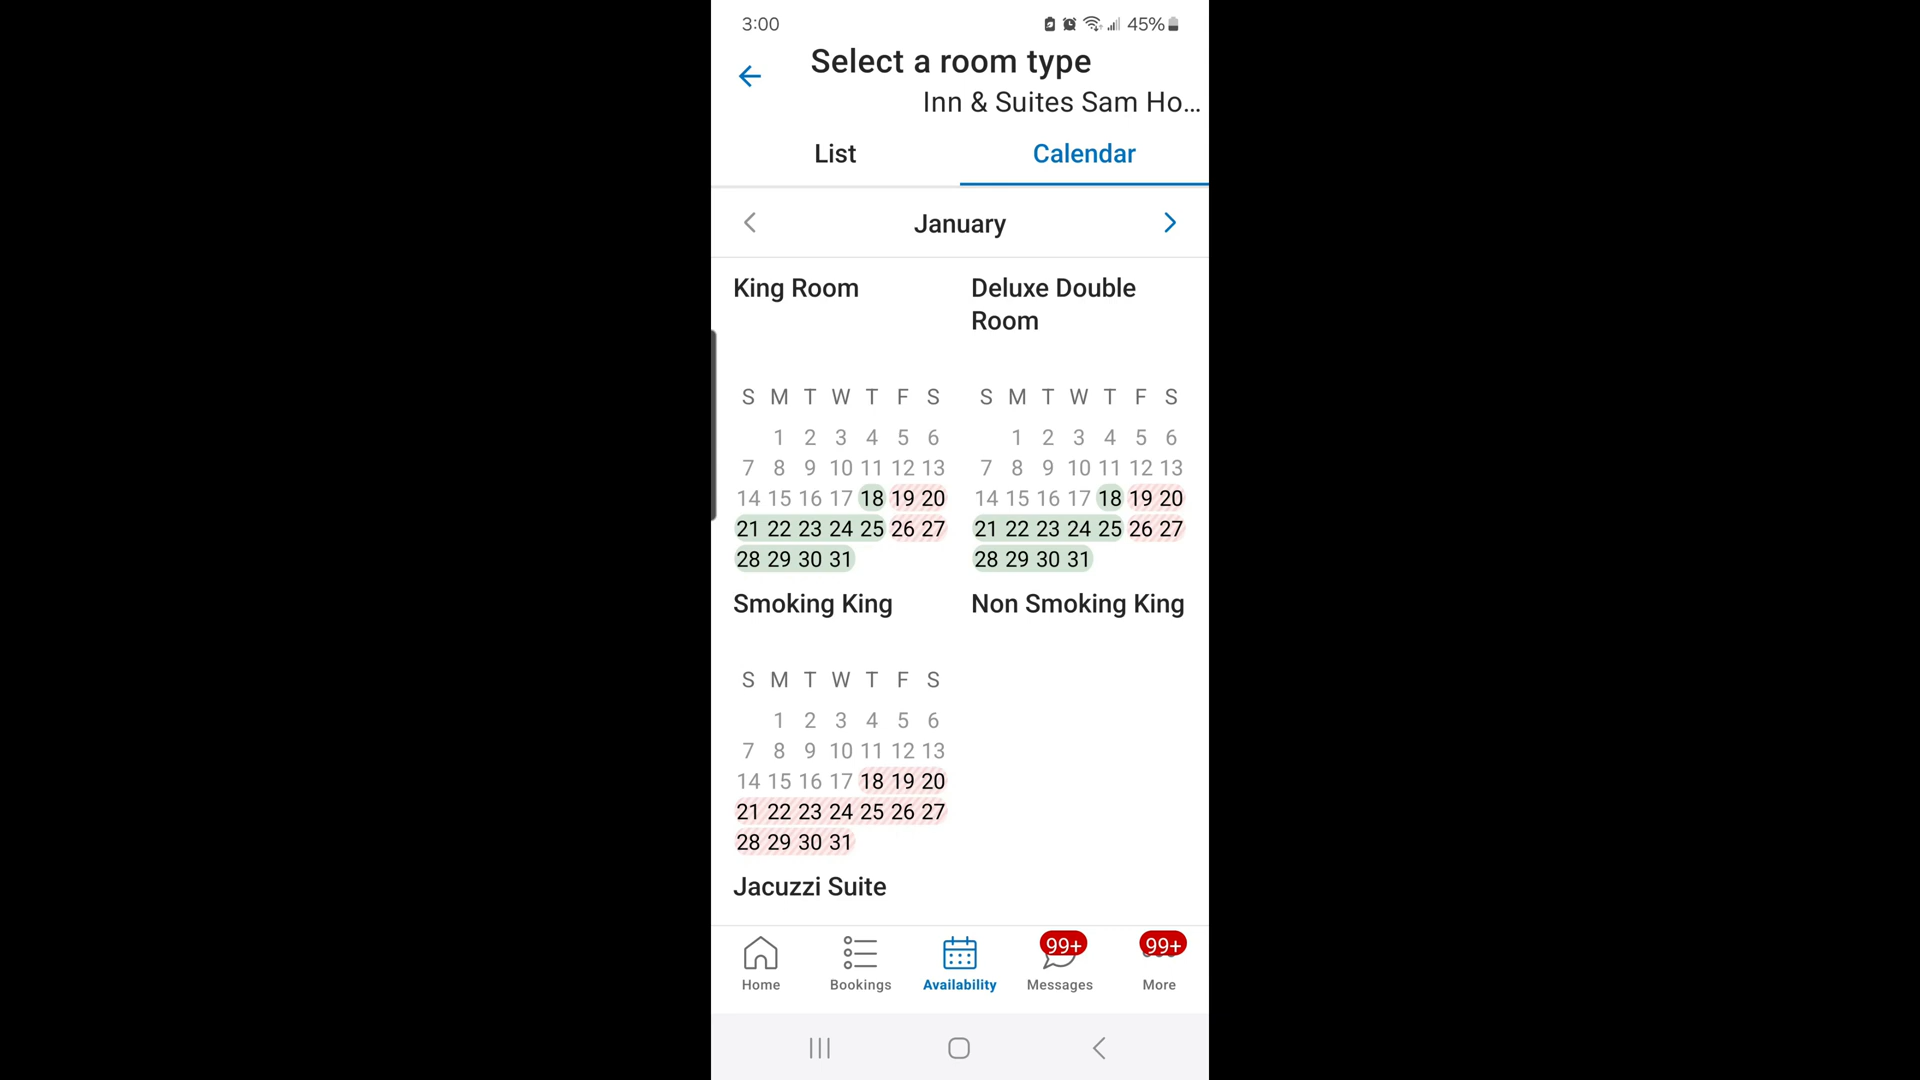 3:00
45%
Select a room type
Inn & Suites Sam Ho...
List
Calendar
January
King Room
S M T W T F S
1 2 3 4 5 6
7 8 9 10 11 12 13
14 15 16 17 18 19 20
21 22 23 24 25 26 27
28 29 30 31
Deluxe Double
Room
S M T W T F S
1 2 3 4 5 6
7 8 9 10 11 12 13
14 15 16 17 18 19 20
21 22 23 24 25 26 27
28 29 30 31
Smoking King
S M T W T F S
1 2 3 4 5 6
7 8 9 10 11 12 13
14 15 16 17 18 19 20
21 22 23 24 25 26 27
28 29 30 31
Non Smoking King
Jacuzzi Suite
Home
Bookings
Availability
99+
Messages
99+
More